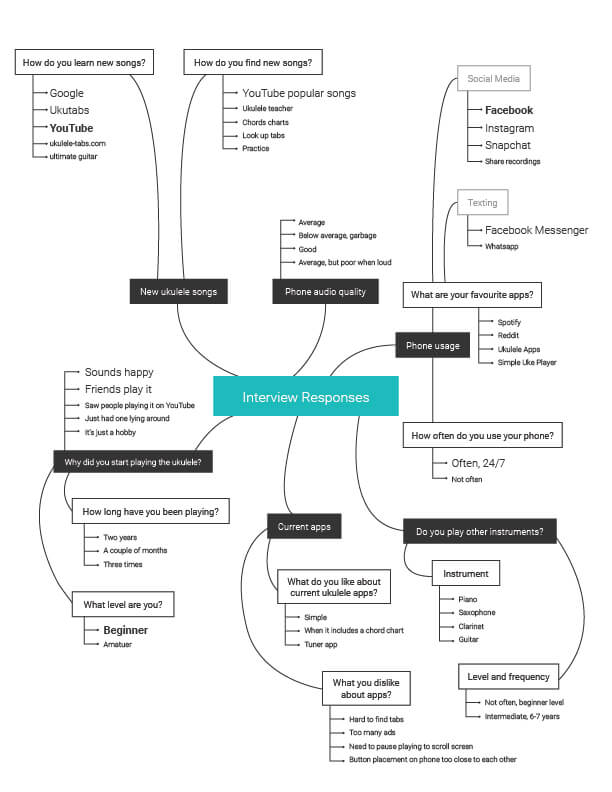 How do you learn new songs?
Google
Ukutabs
YouTube
ukulele-tabs.com
ultimate guitar
How do you find new songs?
YouTube popular songs
Ukulele teacher
Chords charts
Look up tabs
Practice
Social Media
Facebook
Instagram
Snapchat
Share recordings
Texting
Facebook Messenger
Whatsapp
Average
Below average, garbage
Good
Average, but poor when loud
New ukulele songs
Phone audio quality
What are your favourite apps?
Spotify
Reddit
Ukulele Apps
Simple Uke Player
Phone usage
Interview Responses
Sounds happy
Friends play it
Saw people playing it on YouTube
Just had one lying around
It's just a hobby
Why did you start playing the ukulele?
How often do you use your phone?
Often, 24/7
Not often
How long have you been playing?
Two years
A couple of months
Three times
What level are you?
Beginner
Amatuer
Current apps
What do you like about
current ukulele apps?
Simple
When it includes a chord chart
Tuner app
What you dislike
about apps?
Hard to find tabs
Too many ads
Need to pause playing to scroll screen
Button placement on phone too close to each other
Do you play other instruments?
Instrument
Piano
Saxophone
Clarinet
Guitar
Level and frequency
Not often, beginner level
Intermediate, 6-7 years